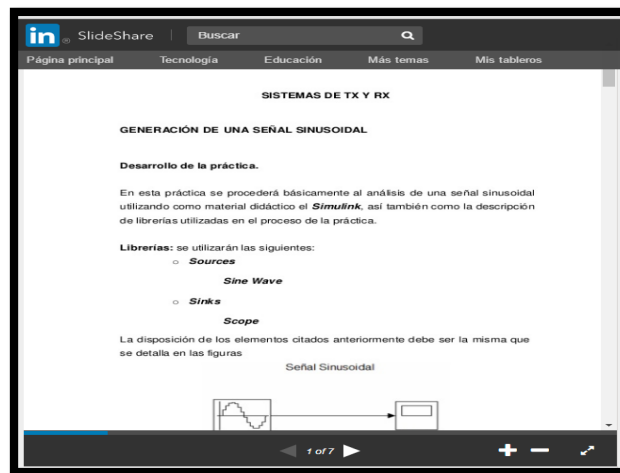 in® SlideShare Buscar
Página principal Tecnología Educación Más temas Mis tableros
SISTEMAS DE TX Y RX
GENERACIÓN DE UNA SEÑAL SINUSOIDAL
Desarrollo de la práctica.
En esta práctica se procederá básicamente al análisis de una señal sinusoidal
utilizando como material didáctico el Simulink, así también como la descripción
de librerías utilizadas en el proceso de la práctica.
Librerías: se utilizarán las siguientes:
○ Sources
Sine Wave
○ Sinks
Scope
La disposición de los elementos citados anteriormente debe ser la misma que
se detalla en las figuras
Señal Sinusoidal
1 of 7